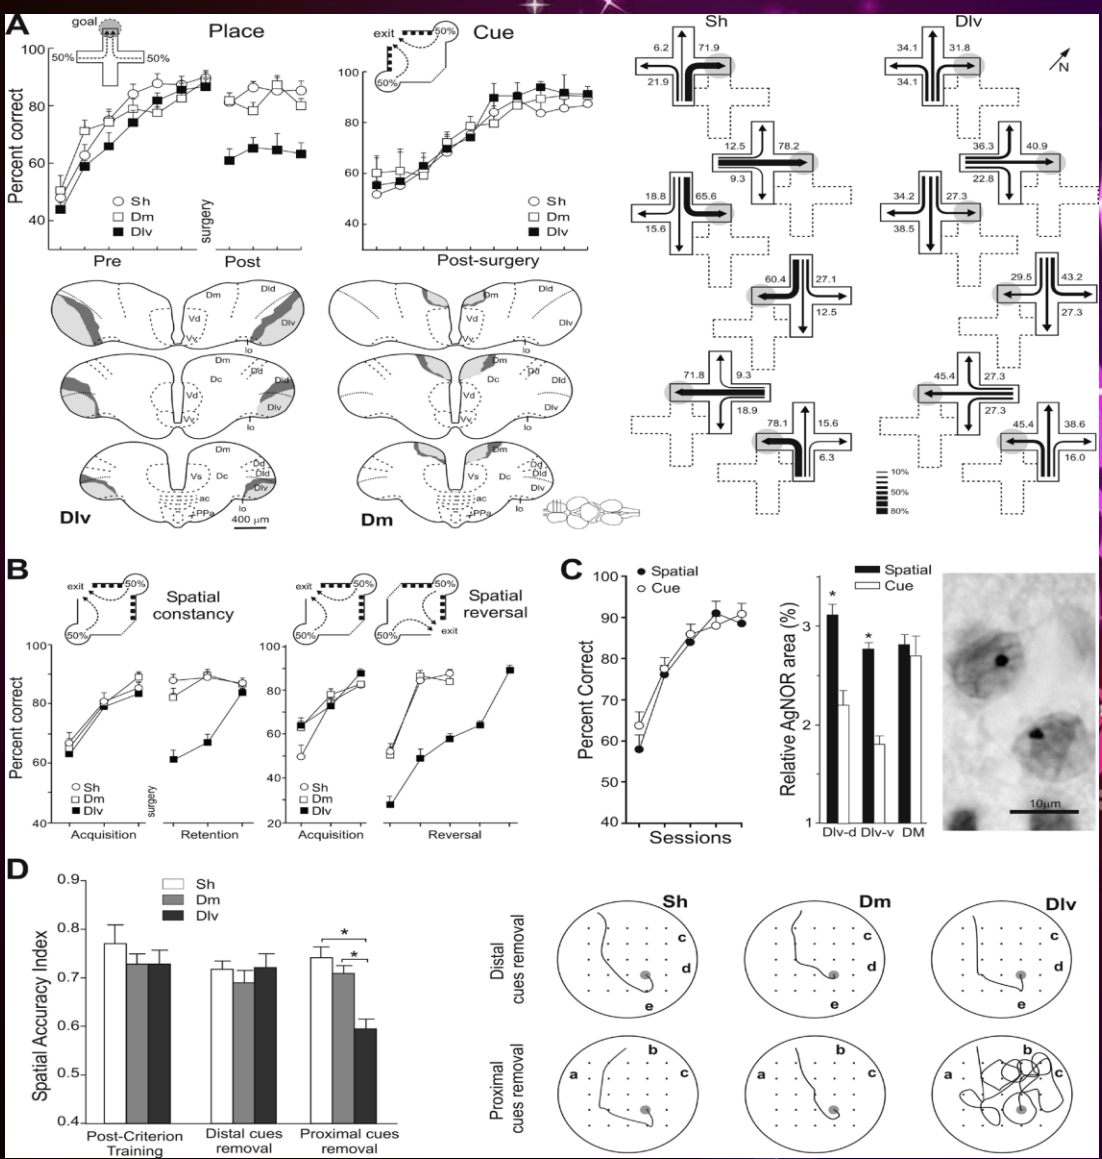 A
goal
50%
50%
Place
Percent correct
100
80
60
40
Sh
Dm
Dlv
surgery
Pre
Post
exit
50%
50%
Cue
100
80
60
40
Sh
Dm
Dlv
Post-surgery
Sh
6.2
71.9
21.9
12.5
78.2
9.3
18.8
65.6
15.6
60.4
27.1
12.5
71.8
9.3
18.9
78.1
15.6
6.3
Dlv
34.1
31.8
34.1
N
36.3
40.9
22.8
34.2
27.3
38.5
29.5
43.2
27.3
45.4
27.3
27.3
45.4
38.6
16.0
10%
50%
80%
Dm
Dld
Vd
Dlv
Vv
lo
Dm
Dd
Dc
Dld
Vd
Dlv
Vv
lo
Dm
Dd
Vs
Dc
Dld
Dlv
ac
lo
PPa
Dlv
400 µm
Dm
Dld
Vd
Dlv
Vv
lo
Dm
Dd
Dc
Dld
Vd
Dlv
Vv
lo
Dm
Dd
Vs
Dc
Dld
Dlv
ac
lo
PPa
Dm
B
exit
50%
50%
Spatial
constancy
Percent correct
100
80
60
40
Sh
Dm
Dlv
surgery
Acquisition
Retention
exit
50%
50%
50%
50%
exit
Spatial
reversal
100
80
60
40
20
Sh
Dm
Dlv
Acquisition
Reversal
C
Spatial
Cue
Percent Correct
100
90
80
70
60
50
40
Sessions
Spatial
Cue
Relative AgNOR area (%)
3
2
1
*
*
Dlv-d
Dlv-v
DM
10µm
D
Spatial Accuracy Index
0.9
0.8
0.7
0.6
0.5
0.4
Sh
Dm
Dlv
*
*
Post-Criterion
Training
Distal cues
removal
Proximal cues
removal
Distal
cues removal
Sh
c
d
e
Dm
c
d
e
Dlv
c
d
e
Proximal
cues removal
a
b
c
a
b
c
a
b
c